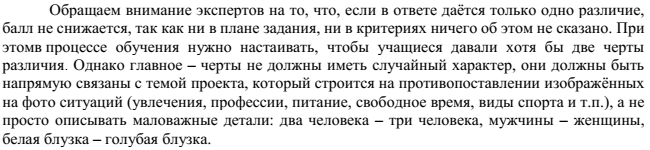 Обращаем внимание экспертов на то, что, если в ответе даётся только одно различие,
балл не снижается, так как ни в плане задания, ни в критериях ничего об этом не сказано. При
этомв процессе обучения нужно настаивать, чтобы учащиеся давали хотя бы две черты
различия. Однако главное – черты не должны иметь случайный характер, они должны быть
напрямую связаны с темой проекта, который строится на противопоставлении изображённых
на фото ситуаций (увлечения, профессии, питание, свободное время, виды спорта и т.п.), а не
просто описывать маловажные детали: два человека – три человека, мужчины – женщины,
белая блузка – голубая блузка.